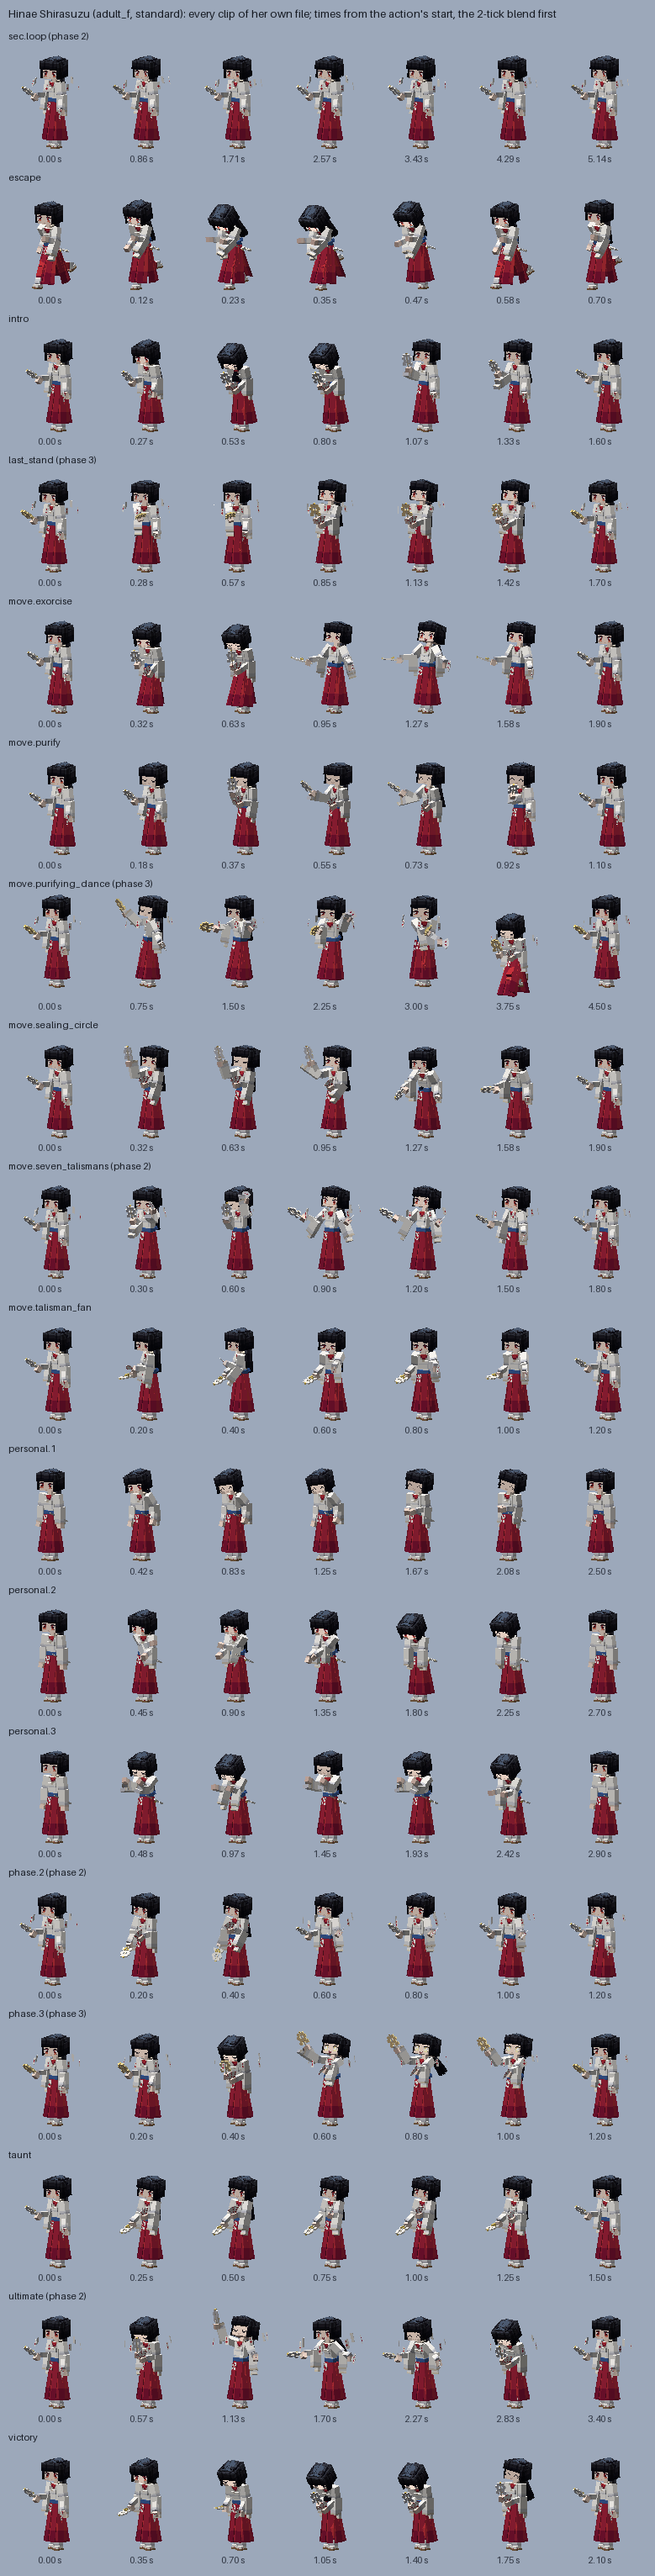 Hinae Shirasuzu (adult_f, standard): every clip of her own file; times from the action's start, the 2-tick blend first
sec.loop (phase 2)
0.00 s 0.86 s 1.71 s 2.57 s 3.43 s 4.29 s 5.14 s
escape
0.00 s 0.12 s 0.23 s 0.35 s 0.47 s 0.58 s 0.70 s
intro
0.00 s 0.27 s 0.53 s 0.80 s 1.07 s 1.33 s 1.60 s
last_stand (phase 3)
0.00 s 0.28 s 0.57 s 0.85 s 1.13 s 1.42 s 1.70 s
move.exorcise
0.00 s 0.32 s 0.63 s 0.95 s 1.27 s 1.58 s 1.90 s
move.purify
0.00 s 0.18 s 0.37 s 0.55 s 0.73 s 0.92 s 1.10 s
move.purifying_dance (phase 3)
0.00 s 0.75 s 1.50 s 2.25 s 3.00 s 3.75 s 4.50 s
move.sealing_circle
0.00 s 0.32 s 0.63 s 0.95 s 1.27 s 1.58 s 1.90 s
move.seven_talismans (phase 2)
0.00 s 0.30 s 0.60 s 0.90 s 1.20 s 1.50 s 1.80 s
move.talisman_fan
0.00 s 0.20 s 0.40 s 0.60 s 0.80 s 1.00 s 1.20 s
personal.1
0.00 s 0.42 s 0.83 s 1.25 s 1.67 s 2.08 s 2.50 s
personal.2
0.00 s 0.45 s 0.90 s 1.35 s 1.80 s 2.25 s 2.70 s
personal.3
0.00 s 0.48 s 0.97 s 1.45 s 1.93 s 2.42 s 2.90 s
phase.2 (phase 2)
0.00 s 0.20 s 0.40 s 0.60 s 0.80 s 1.00 s 1.20 s
phase.3 (phase 3)
0.00 s 0.20 s 0.40 s 0.60 s 0.80 s 1.00 s 1.20 s
taunt
0.00 s 0.25 s 0.50 s 0.75 s 1.00 s 1.25 s 1.50 s
ultimate (phase 2)
0.00 s 0.57 s 1.13 s 1.70 s 2.27 s 2.83 s 3.40 s
victory
0.00 s 0.35 s 0.70 s 1.05 s 1.40 s 1.75 s 2.10 s